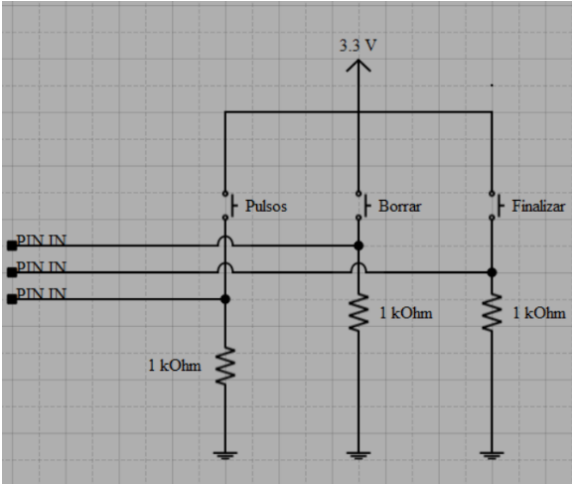 3.3 V
Pulsos
Borrar
Finalizar
PIN IN
PIN IN
PIN IN
1 kOhm
1 kOhm
1 kOhm